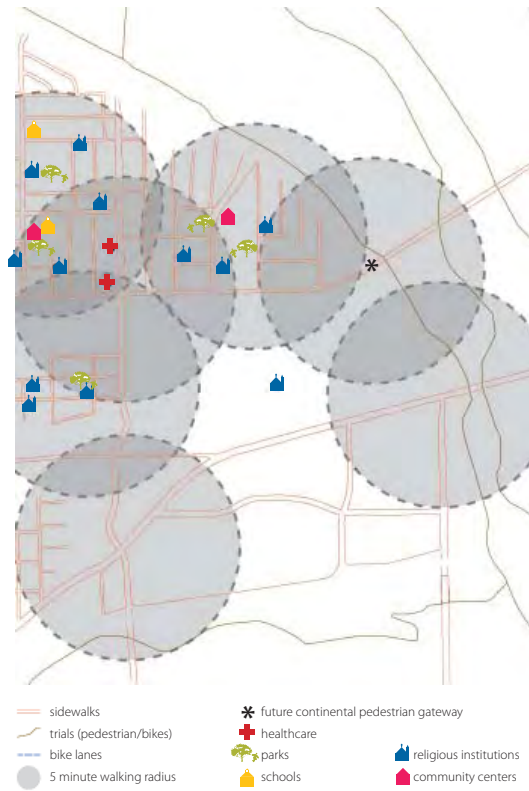 sidewalks
trials (pedestrian/bikes)
bike lanes
5 minute walking radius
future continental pedestrian gateway
healthcare
parks
schools
religious institutions
community centers